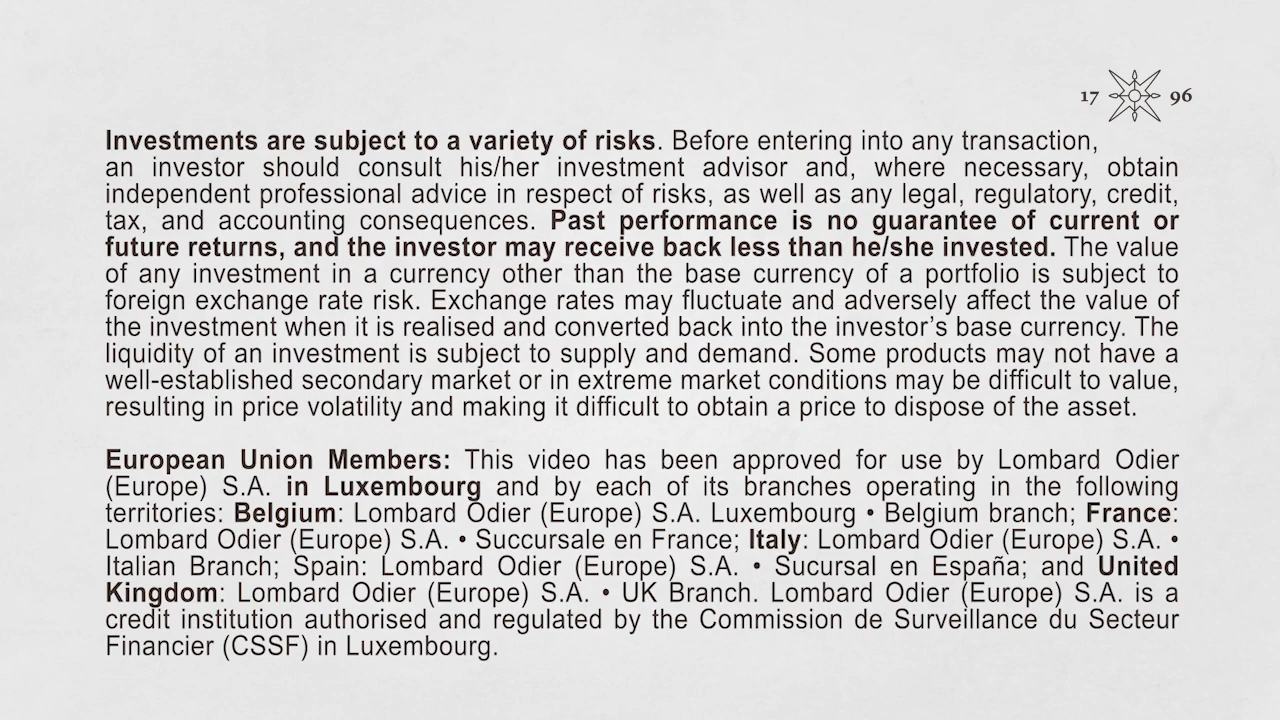 17 96
Investments are subject to a variety of risks. Before entering into any transaction,
an investor should consult his/her investment advisor and, where necessary, obtain
independent professional advice in respect of risks, as well as any legal, regulatory, credit,
tax, and accounting consequences. Past performance is no guarantee of current or
future returns, and the investor may receive back less than he/she invested. The value
of any investment in a currency other than the base currency of a portfolio is subject to
foreign exchange rate risk. Exchange rates may fluctuate and adversely affect the value of
the investment when it is realised and converted back into the investor’s base currency. The
liquidity of an investment is subject to supply and demand. Some products may not have a
well-established secondary market or in extreme market conditions may be difficult to value,
resulting in price volatility and making it difficult to obtain a price to dispose of the asset.
European Union Members: This video has been approved for use by Lombard Odier
(Europe) S.A. in Luxembourg and by each of its branches operating in the following
territories: Belgium: Lombard Odier (Europe) S.A. Luxembourg • Belgium branch; France:
Lombard Odier (Europe) S.A. • Succursale en France; Italy: Lombard Odier (Europe) S.A. •
Italian Branch; Spain: Lombard Odier (Europe) S.A. • Sucursal en España; and United
Kingdom: Lombard Odier (Europe) S.A. • UK Branch. Lombard Odier (Europe) S.A. is a
credit institution authorised and regulated by the Commission de Surveillance du Secteur
Financier (CSSF) in Luxembourg.